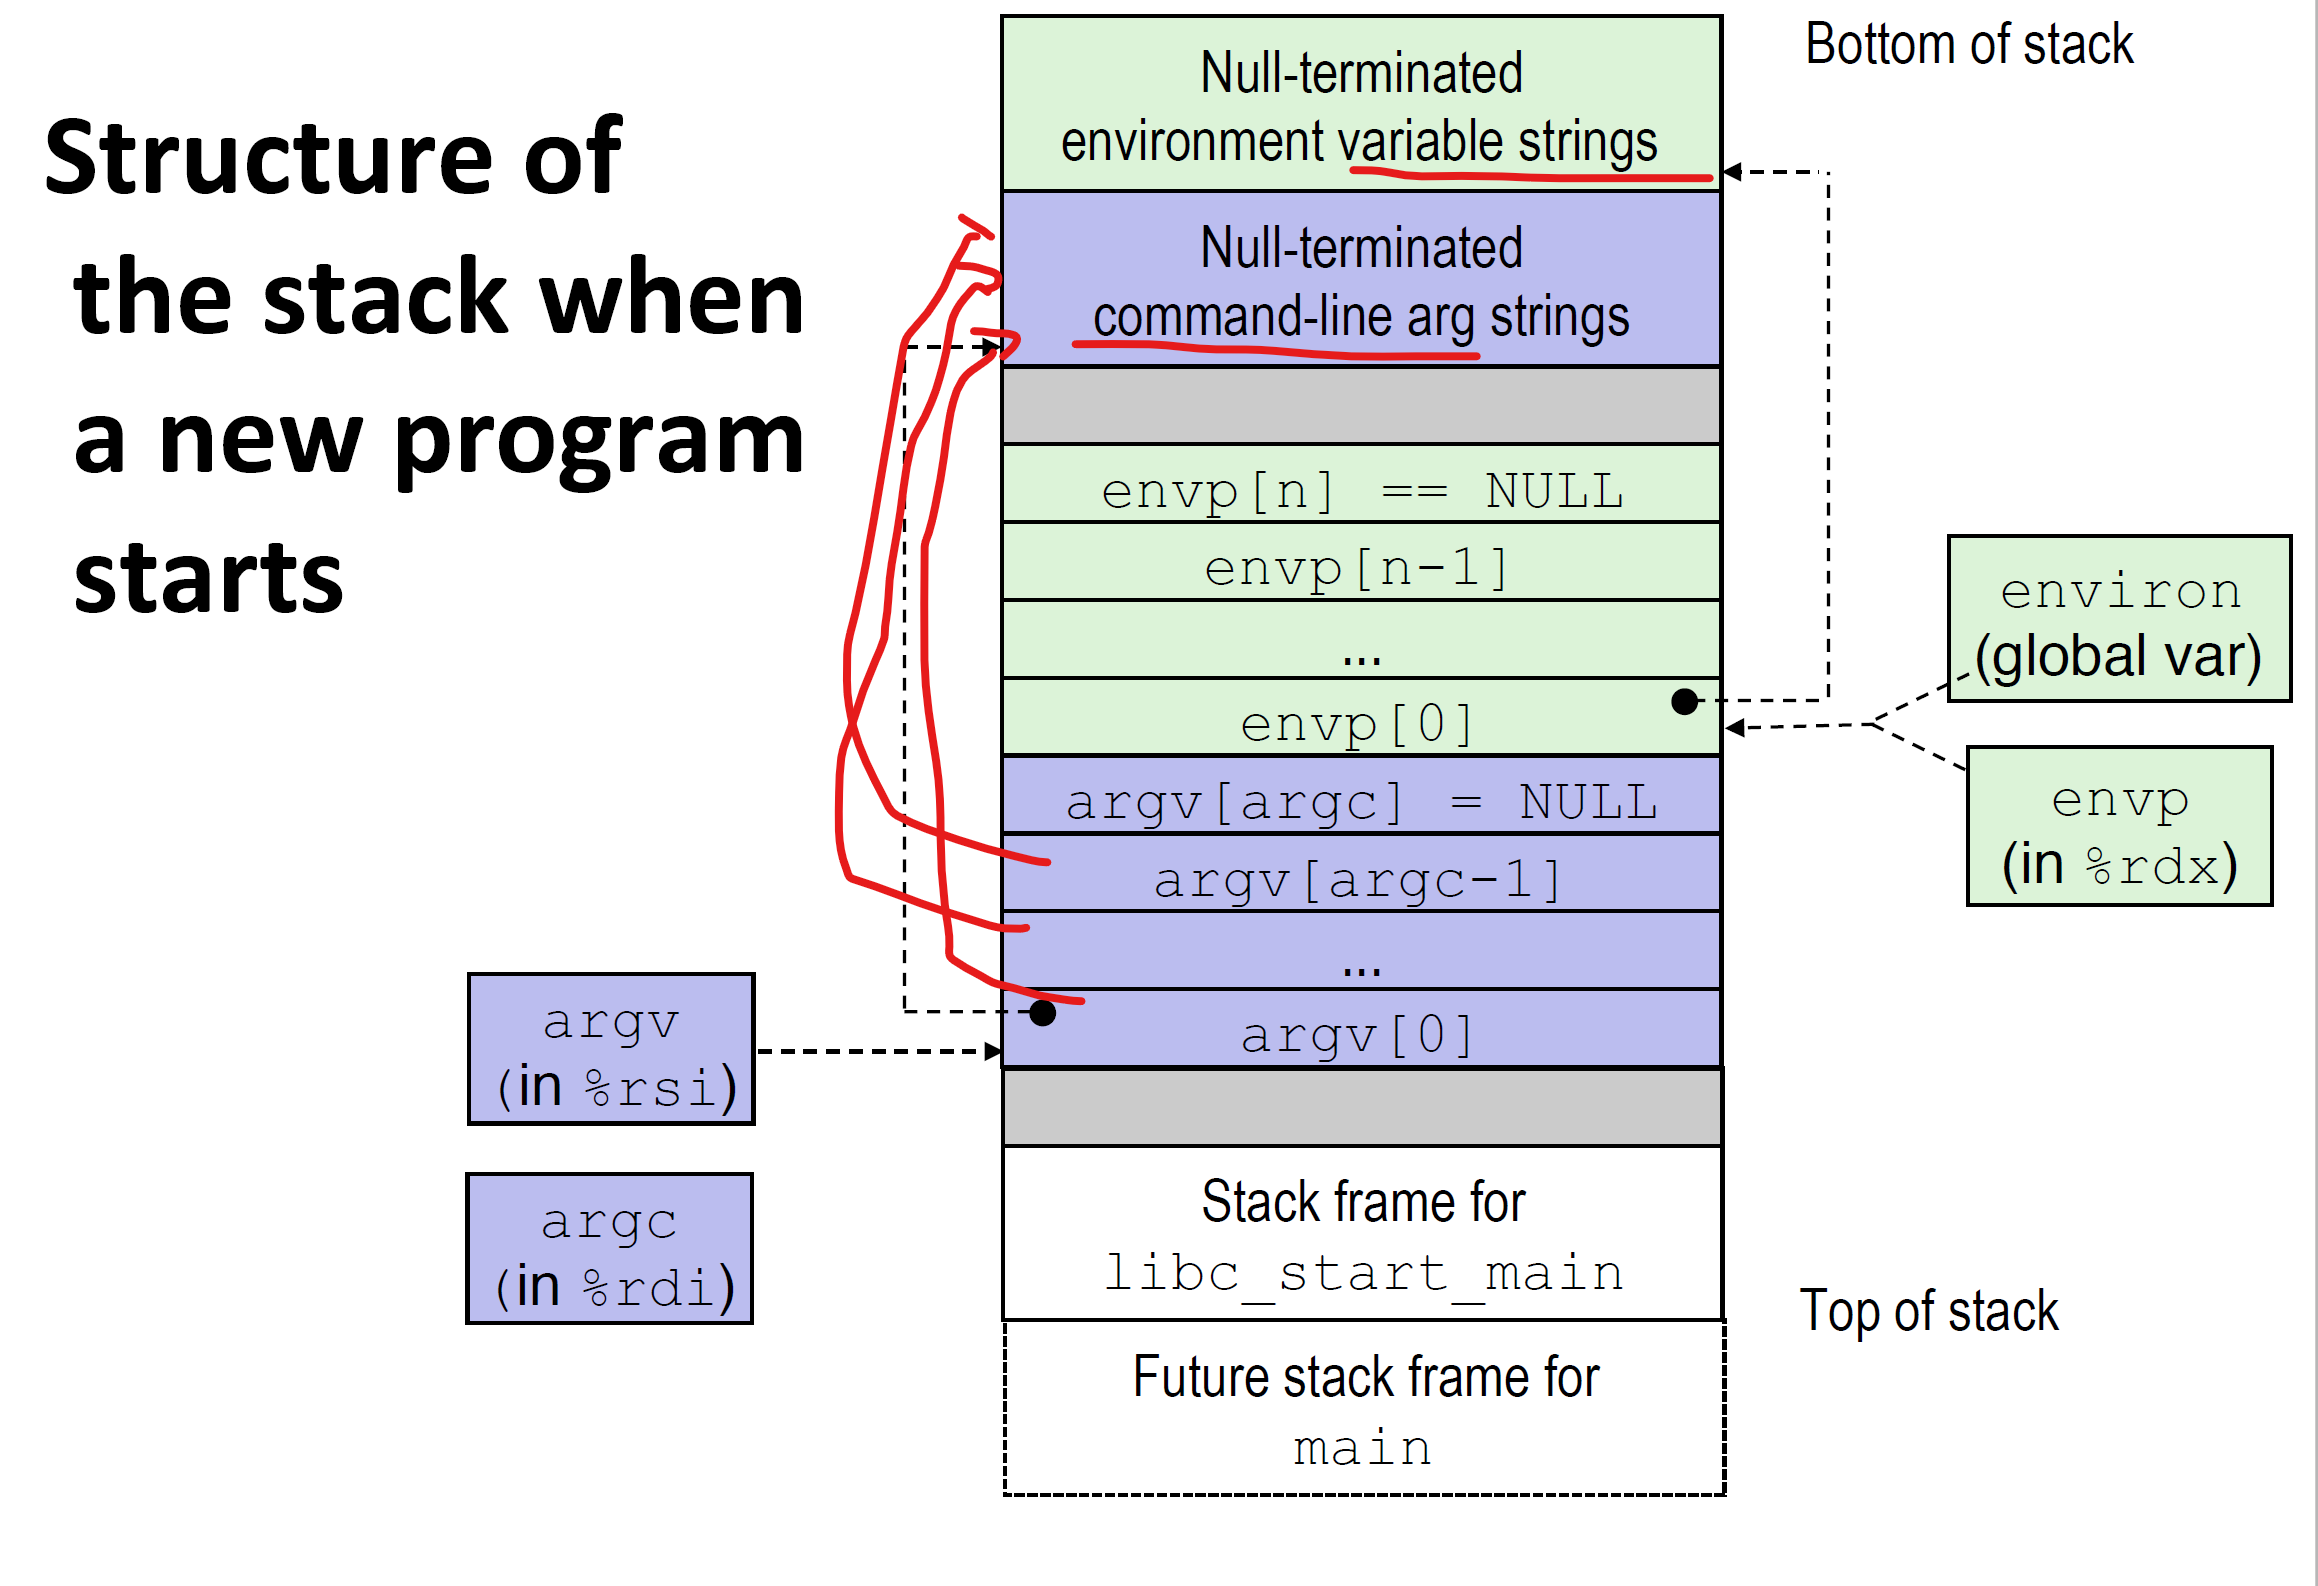 Structure of
the stack when
a new program
starts
Bottom of stack
Null-terminated
environment variable strings
Null-terminated
command-line arg strings
envp[n] == NULL
envp[n-1]
...
envp[0]
environ
(global var)
envp
(in %rdx)
argv[argc] = NULL
argv[argc-1]
...
argv[0]
argv
(in %rsi)
argc
(in %rdi)
Stack frame for
libc_start_main
Top of stack
Future stack frame for
main